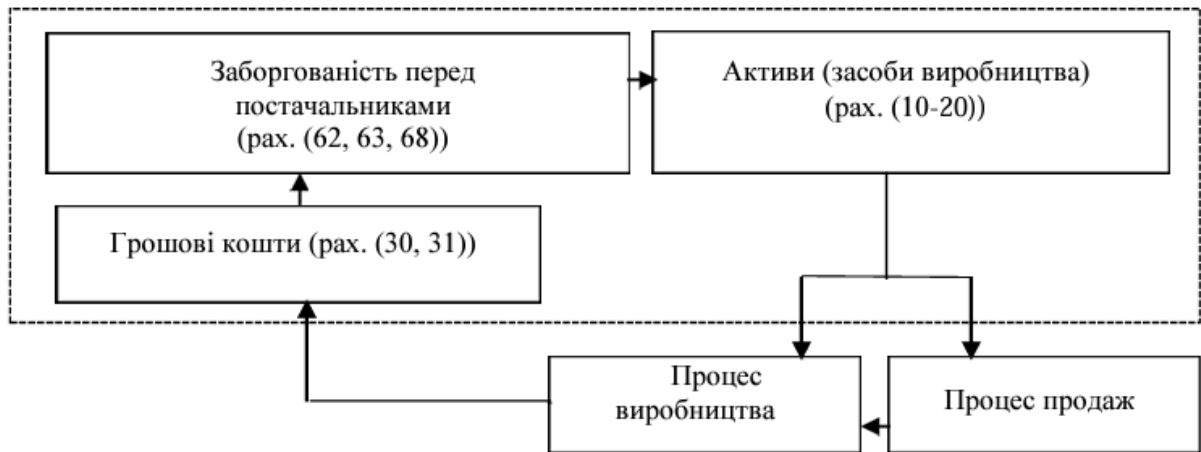 Заборгованість перед
постачальниками
(рах. (62, 63, 68))
Активи (засоби виробництва)
(рах. (10-20))
Грошові кошти (рах. (30, 31))
Процес
виробництва
Процес продаж